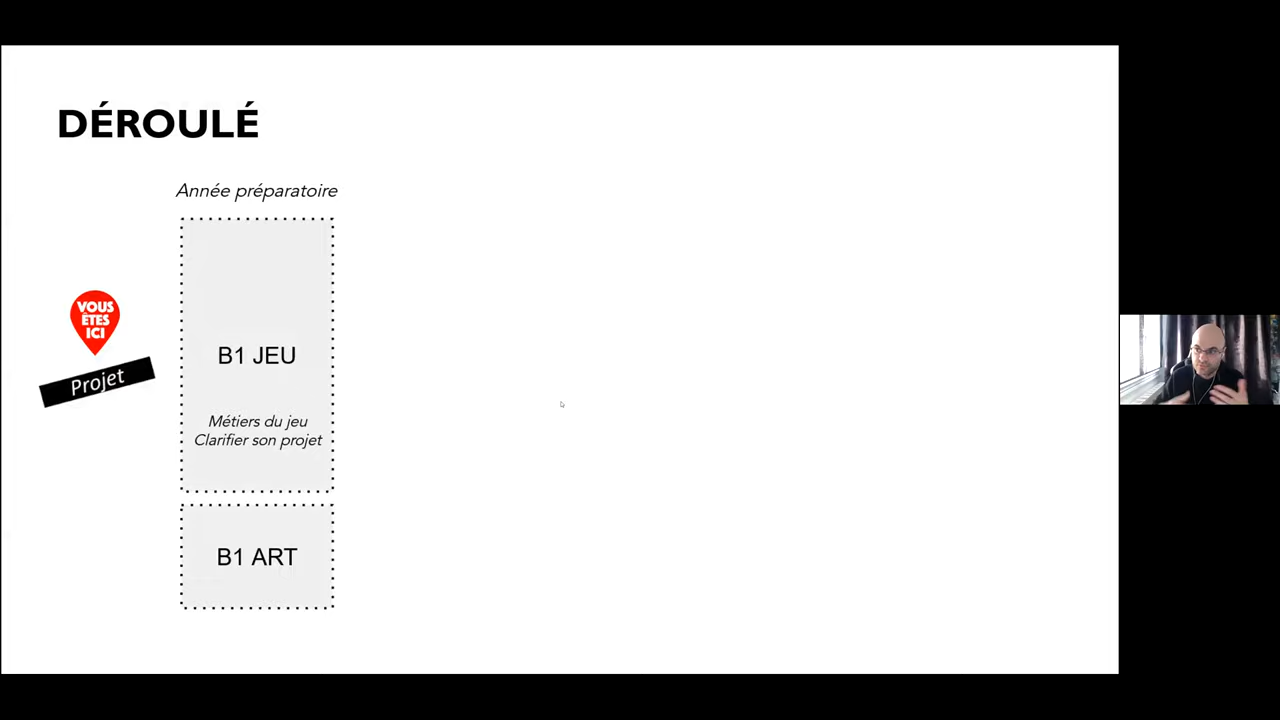 DÉROULÉ
Année préparatoire
VOUS
ÊTES
ICI
Projet
B1 JEU
Métiers du jeu
Clarifier son projet
B1 ART